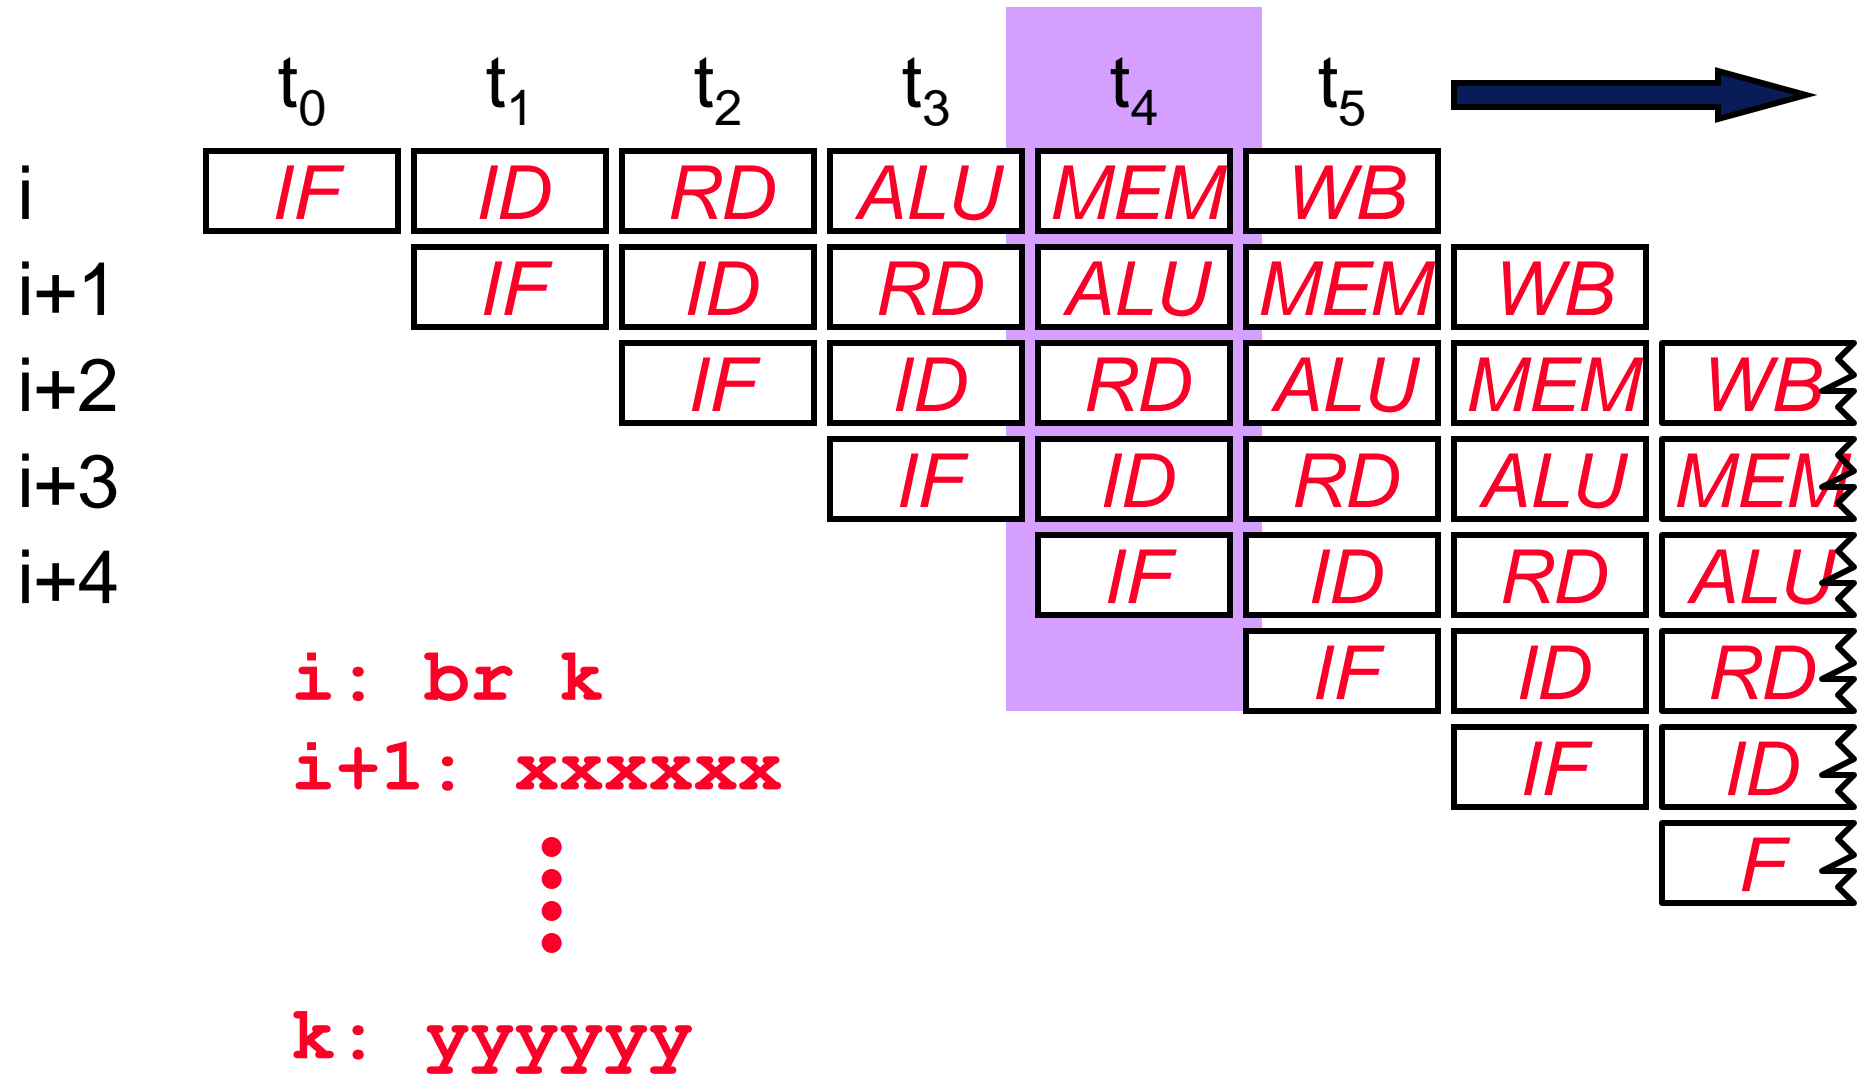 t0 t1 t2 t3 t4 t5
i IF ID RD ALU MEM WB
i+1 IF ID RD ALU MEM WB
i+2 IF ID RD ALU MEM WB
i+3 IF ID RD ALU MEM
i+4 IF ID RD ALU
IF ID RD
IF ID
F
i: br k
i+1: xxxxxx
k: yyyyyy